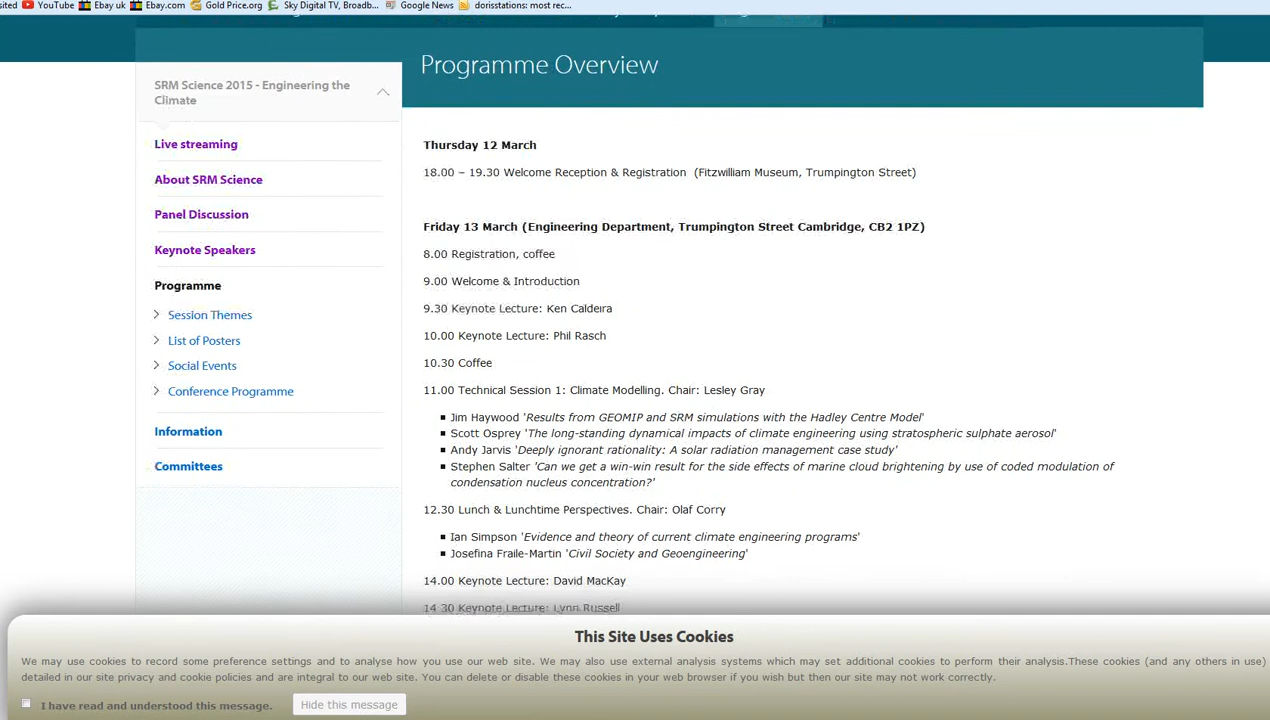 sited YouTube Ebay uk Ebay.com Gold Price.org Sky Digital TV, Broadb... Google News dorisstations: most rec...
Programme Overview
SRM Science 2015 - Engineering the
Climate
Live streaming
About SRM Science
Panel Discussion
Keynote Speakers
Programme
Session Themes
List of Posters
Social Events
Conference Programme
Information
Committees
Thursday 12 March
18.00 – 19.30 Welcome Reception & Registration (Fitzwilliam Museum, Trumpington Street)
Friday 13 March (Engineering Department, Trumpington Street Cambridge, CB2 1PZ)
8.00 Registration, coffee
9.00 Welcome & Introduction
9.30 Keynote Lecture: Ken Caldeira
10.00 Keynote Lecture: Phil Rasch
10.30 Coffee
11.00 Technical Session 1: Climate Modelling. Chair: Lesley Gray
Jim Haywood 'Results from GEOMIP and SRM simulations with the Hadley Centre Model'
Scott Osprey 'The long-standing dynamical impacts of climate engineering using stratospheric sulphate aerosol'
Andy Jarvis 'Deeply ignorant rationality: A solar radiation management case study'
Stephen Salter 'Can we get a win-win result for the side effects of marine cloud brightening by use of coded modulation of
condensation nucleus concentration?'
12.30 Lunch & Lunchtime Perspectives. Chair: Olaf Corry
Ian Simpson 'Evidence and theory of current climate engineering programs'
Josefina Fraile-Martin 'Civil Society and Geoengineering'
14.00 Keynote Lecture: David MacKay
14 30 Keynote Lecture: Lynn Russell
This Site Uses Cookies
We may use cookies to record some preference settings and to analyse how you use our web site. We may also use external analysis systems which may set additional cookies to perform their analysis.These cookies (and any others in use)
detailed in our site privacy and cookie policies and are integral to our web site. You can delete or disable these cookies in your web browser if you wish but then our site may not work correctly.
I have read and understood this message. Hide this message